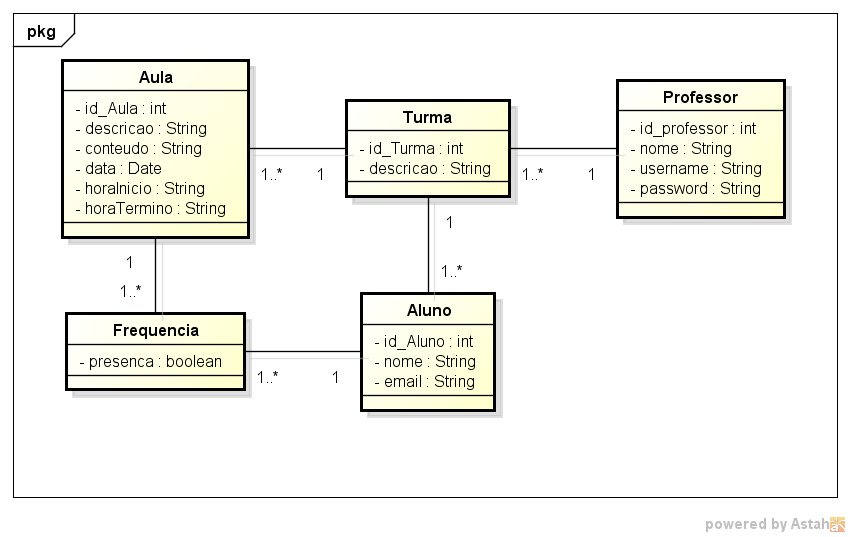 pkg
Aula
- id_Aula : int
- descricao : String
- conteudo : String
- data : Date
- horaInicio : String
- horaTermino : String
Turma
- id_Turma : int
- descricao : String
Professor
- id_professor : int
- nome : String
- username : String
- password : String
1..*
1
1..*
1
1
1..*
1
1..*
Frequencia
- presenca : boolean
Aluno
- id_Aluno : int
- nome : String
- email : String
1..*
1
powered by Astah